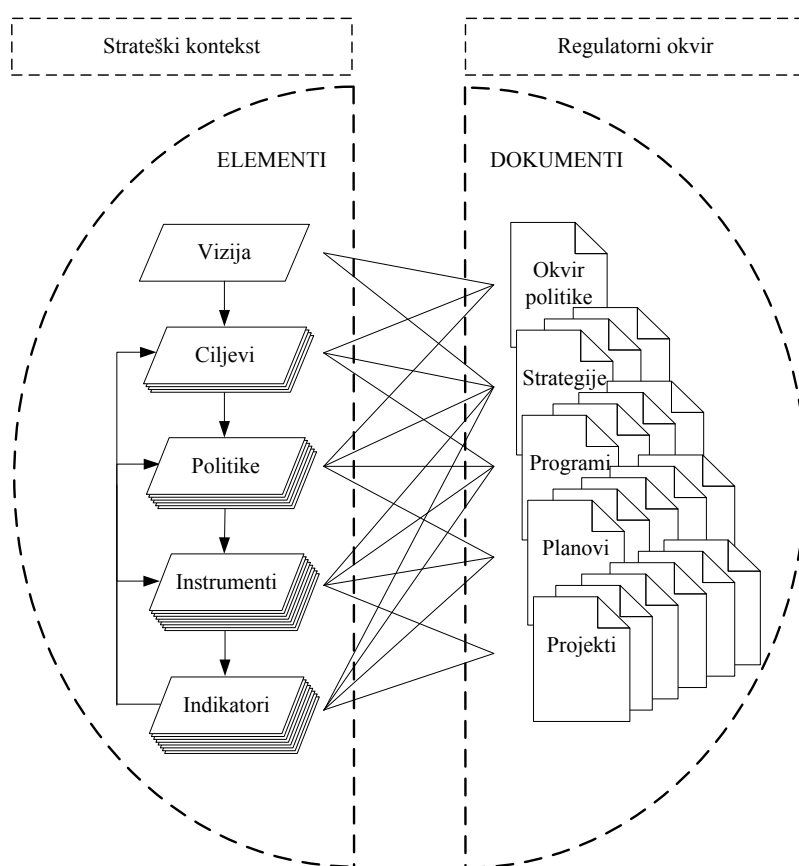 Strateški kontekst
Regulatorni okvir
ELEMENTI
DOKUMENTI
Vizija
Ciljevi
Politike
Instrumenti
Indikatori
Okvir
politike
Strategije
Programi
Planovi
Projekti